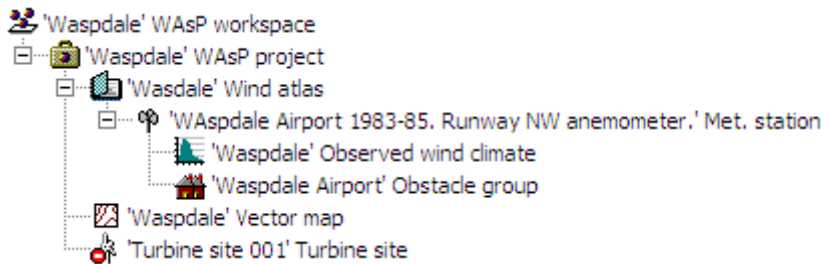 'Waspdale' WAsP workspace
'Waspdale' WAsP project
'Wasdale' Wind atlas
'WAspdale Airport 1983-85. Runway NW anemometer.' Met. station
'Waspdale' Observed wind climate
'Waspdale Airport' Obstacle group
'Waspdale' Vector map
'Turbine site 001' Turbine site